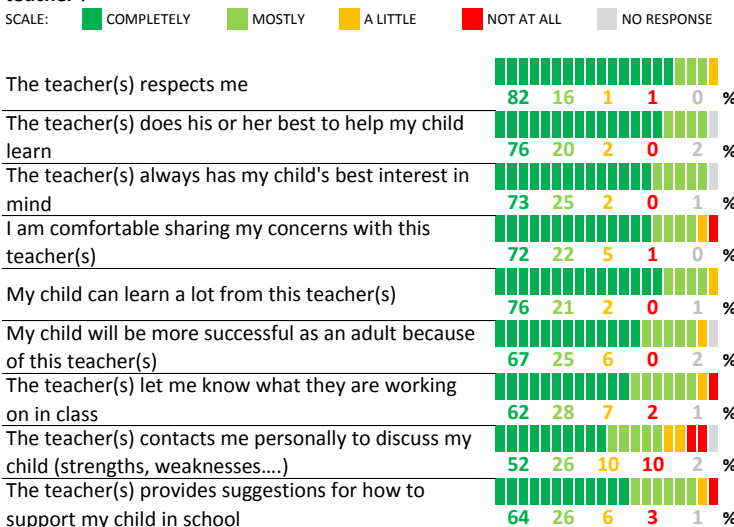 teacher?
SCALE: COMPLETELY MOSTLY A LITTLE NOT AT ALL NO RESPONSE
The teacher(s) respects me
82 16 1 1 0 %
The teacher(s) does his or her best to help my child
learn
76 20 2 0 2 %
The teacher(s) always has my child's best interest in
mind
73 25 2 0 1 %
I am comfortable sharing my concerns with this
teacher(s)
72 22 5 1 0 %
My child can learn a lot from this teacher(s)
76 21 2 0 1 %
My child will be more successful as an adult because
of this teacher(s)
67 25 6 0 2 %
The teacher(s) let me know what they are working
on in class
62 28 7 2 1 %
The teacher(s) contacts me personally to discuss my
child (strengths, weaknesses....)
52 26 10 10 2 %
The teacher(s) provides suggestions for how to
support my child in school
64 26 6 3 1 %